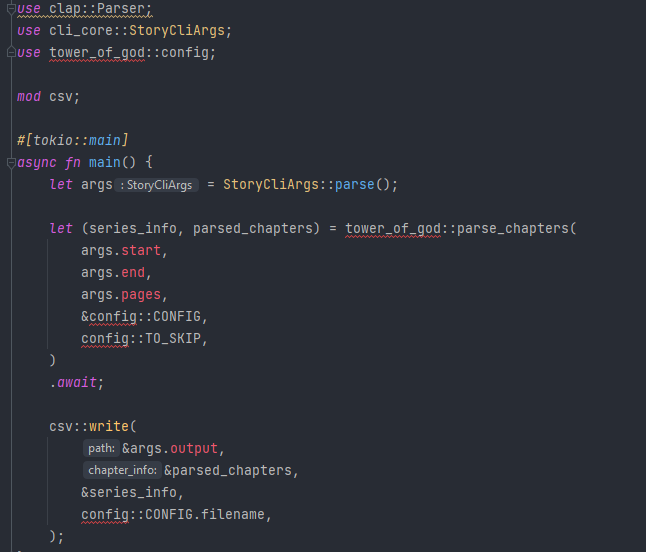 use clap::Parser;
use cli_core::StoryCliArgs;
use tower_of_god::config;
mod csv;
#[tokio::main]
async fn main() {
let args: StoryCliArgs = StoryCliArgs::parse();
let (series_info, parsed_chapters) = tower_of_god::parse_chapters(
args.start,
args.end,
args.pages,
&config::CONFIG,
config::TO_SKIP,
)
.await;
csv::write(
path: &args.output,
chapter_info: &parsed_chapters,
&series_info,
config::CONFIG.filename,
);